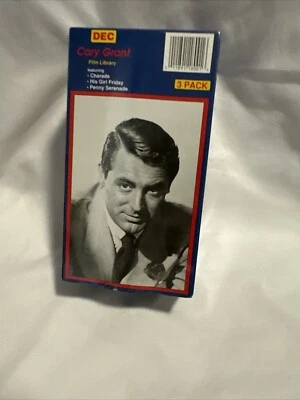 DEC
Cary Grant
Film Library
featuring
• Charade
• His Girl Friday
• Penny Serenade
3 PACK